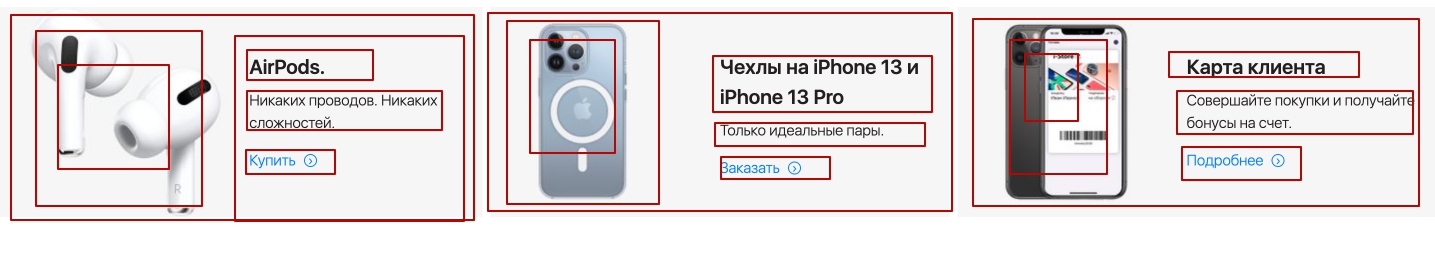 AirPods.
Никаких проводов. Никаких
сложностей.
Купить
R
Чехлы на iPhone 13 и
iPhone 13 Pro
Только идеальные пары.
Заказать
Карта клиента
Совершайте покупки и получайте
бонусы на счет.
Подробнее